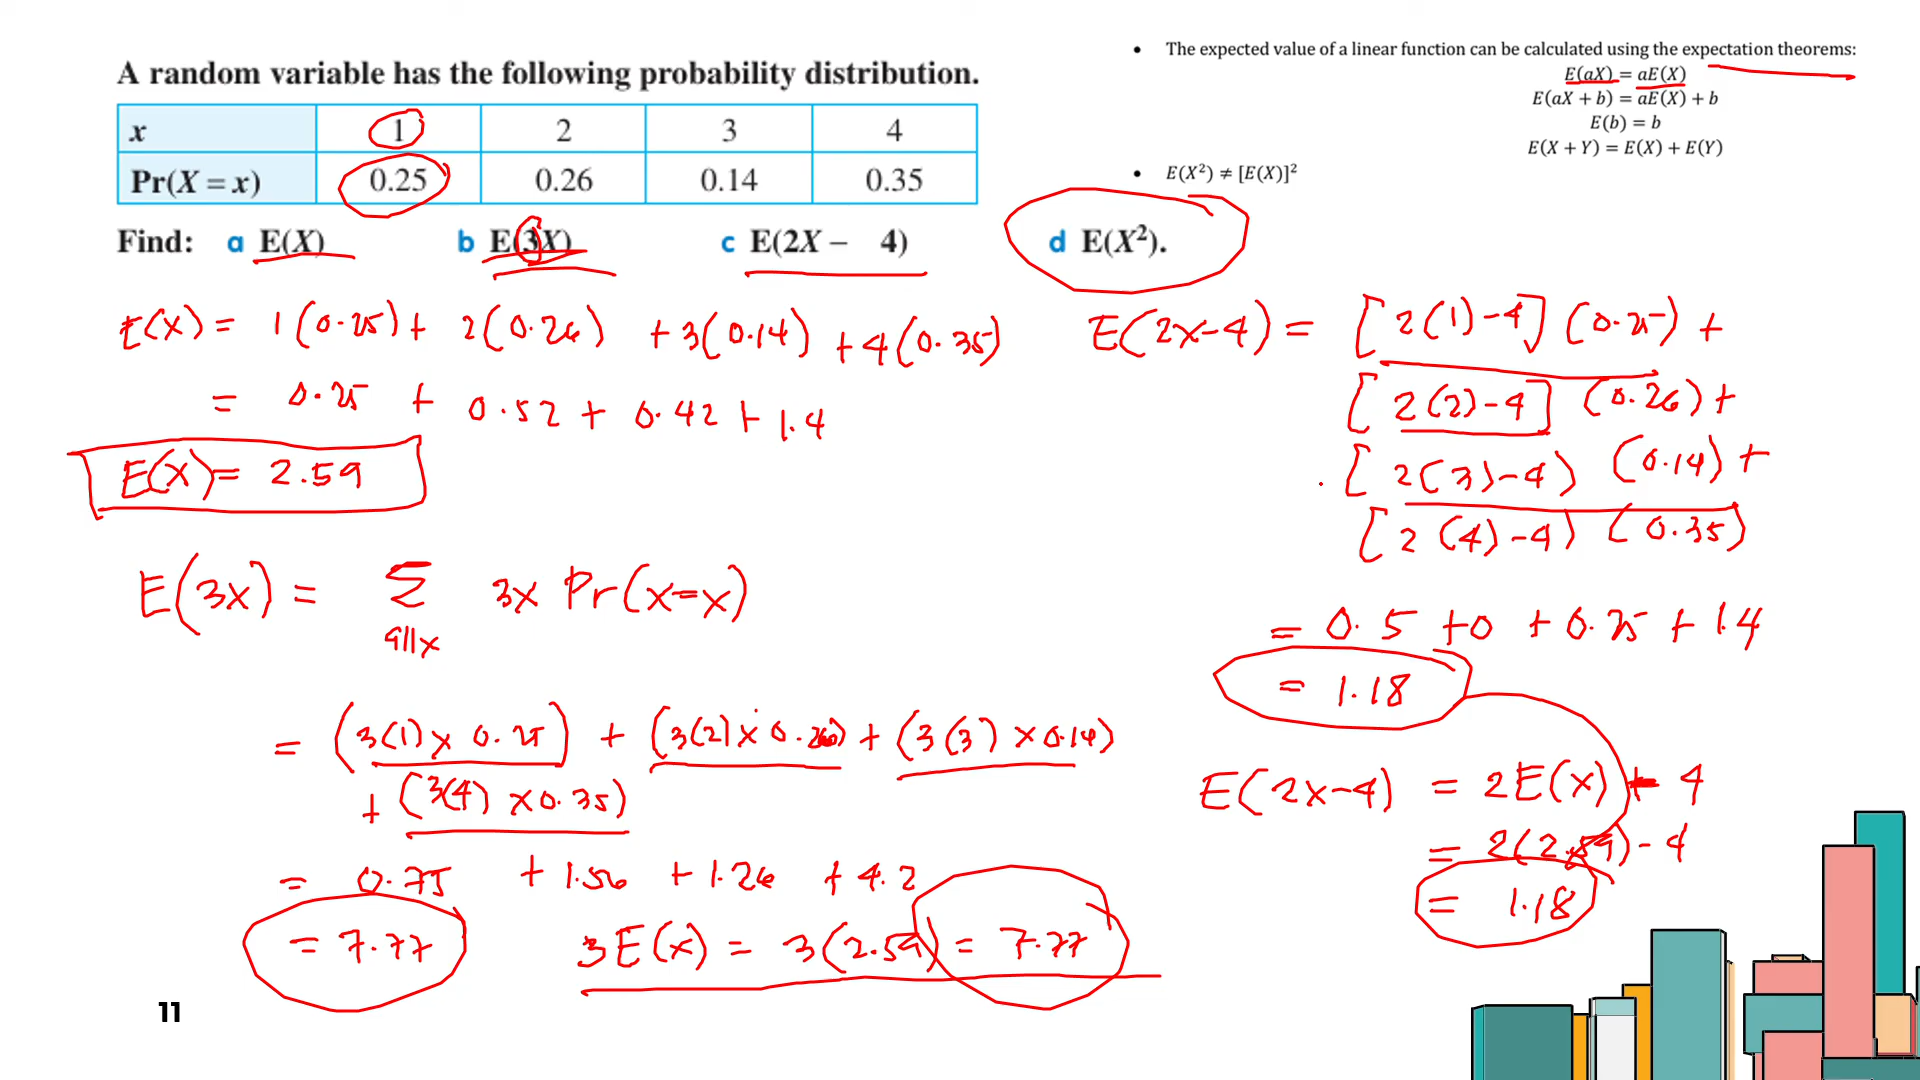 A random variable has the following probability distribution.
x 1 2 3 4
Pr(X = x) 0.25 0.26 0.14 0.35
Find: a E(X) b E(3X) c E(2X – 4) d E(X²).
• The expected value of a linear function can be calculated using the expectation theorems:
E(aX) = aE(X)
E(aX + b) = aE(X) + b
E(b) = b
E(X + Y) = E(X) + E(Y)
• E(X²) ≠ [E(X)]²
E(X) = 1(0.25) + 2(0.26) + 3(0.14) + 4(0.35)
= 0.25 + 0.52 + 0.42 + 1.4
E(X) = 2.59
E(3x) = Σ 3x Pr(x=x)
all x
= (3(1) x 0.25) + (3(2) x 0.26) + (3(3) x 0.14)
+ (3(4) x 0.35)
= 0.75 + 1.56 + 1.26 + 4.2
= 7.77
3E(x) = 3(2.59) = 7.77
E(2x-4) = [2(1)-4] (0.25) +
[2(2)-4] (0.26) +
[2(3)-4) (0.14) +
[2(4)-4) (0.35)
= 0.5 + 0 + 0.25 + 1.4
= 1.18
E(2x-4) = 2E(x) - 4
= 2(2.59) - 4
= 1.18
11